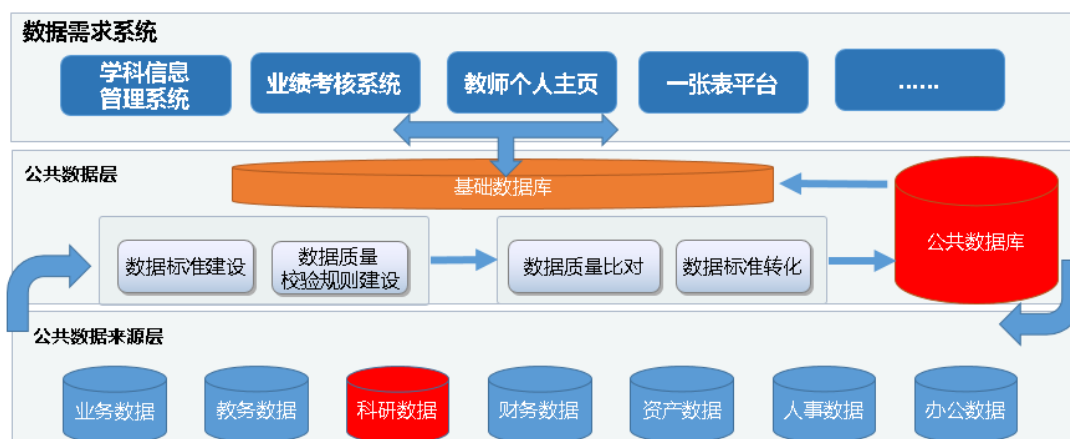 数据需求系统
学科信息
管理系统
业绩考核系统
教师个人主页
一张表平台
......
公共数据层
基础数据库
公共数据库
数据标准建设
数据质量
校验规则建设
数据质量比对
数据标准转化
公共数据来源层
业务数据
教务数据
科研数据
财务数据
资产数据
人事数据
办公数据